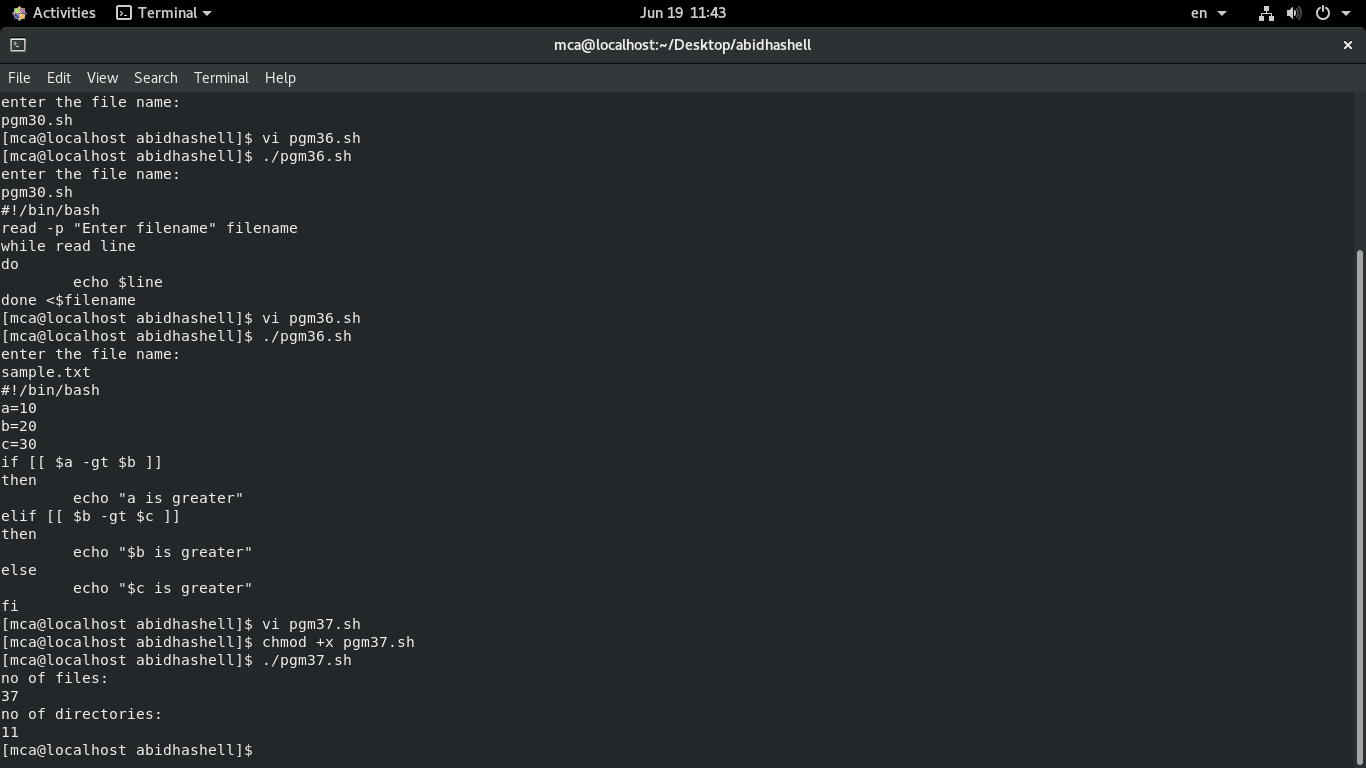 Activities Terminal Jun 19 11:43 en
mca@localhost:~/Desktop/abidhashell ×
File Edit View Search Terminal Help
enter the file name:
pgm30.sh
[mca@localhost abidhashell]$ vi pgm36.sh
[mca@localhost abidhashell]$ ./pgm36.sh
enter the file name:
pgm30.sh
#!/bin/bash
read -p "Enter filename" filename
while read line
do
        echo $line
done <$filename
[mca@localhost abidhashell]$ vi pgm36.sh
[mca@localhost abidhashell]$ ./pgm36.sh
enter the file name:
sample.txt
#!/bin/bash
a=10
b=20
c=30
if [[ $a -gt $b ]]
then
        echo "a is greater"
elif [[ $b -gt $c ]]
then
        echo "$b is greater"
else
        echo "$c is greater"
fi
[mca@localhost abidhashell]$ vi pgm37.sh
[mca@localhost abidhashell]$ chmod +x pgm37.sh
[mca@localhost abidhashell]$ ./pgm37.sh
no of files:
37
no of directories:
11
[mca@localhost abidhashell]$